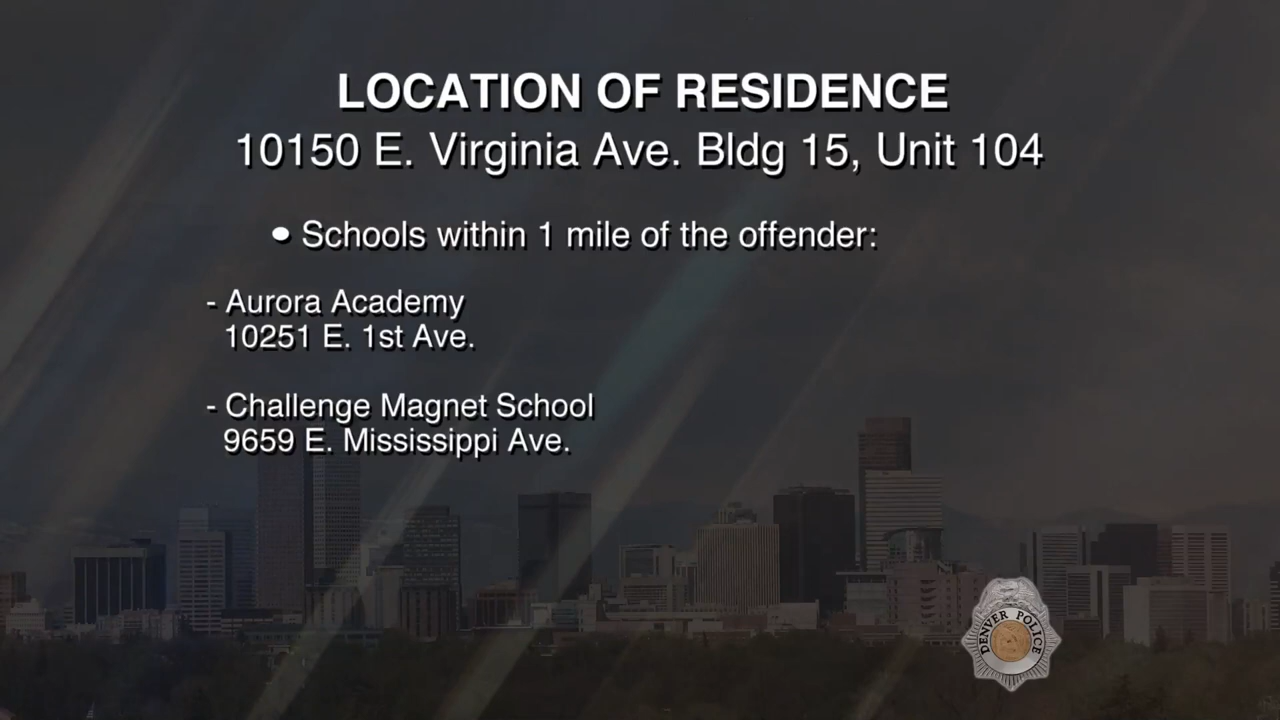 LOCATION OF RESIDENCE
10150 E. Virginia Ave. Bldg 15, Unit 104
• Schools within 1 mile of the offender:
- Aurora Academy
10251 E. 1st Ave.
- Challenge Magnet School
9659 E. Mississippi Ave.
DENVER POLICE